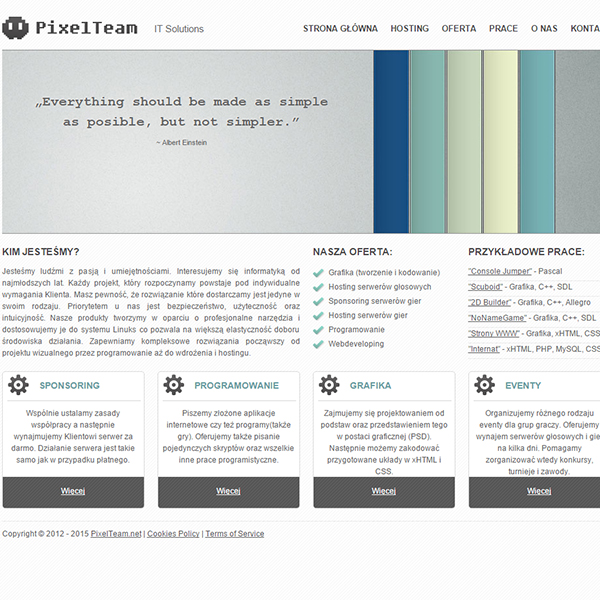 PixelTeam IT Solutions
STRONA GŁÓWNA HOSTING OFERTA PRACE O NAS KONTA
„Everything should be made as simple
as posible, but not simpler.”
~ Albert Einstein
KIM JESTEŚMY?
Jesteśmy ludźmi z pasją i umiejętnościami. Interesujemy się informatyką od
najmłodszych lat. Każdy projekt, który rozpoczynamy powstaje pod indywidualne
wymagania Klienta. Masz pewność, że rozwiązanie które dostarczamy jest jedyne w
swoim rodzaju. Priorytetem u nas jest bezpieczeństwo, użyteczność oraz
intuicyjność. Nasze produkty tworzymy w oparciu o profesjonalne narzędzia i
dostosowujemy je do systemu Linuks co pozwala na większą elastyczność doboru
środowiska działania. Zapewniamy kompleksowe rozwiązania począwszy od
projektu wizualnego przez programowanie aż do wdrożenia i hostingu.
NASZA OFERTA:
Grafika (tworzenie i kodowanie)
Hosting serwerów głosowych
Sponsoring serwerów gier
Hosting serwerów gier
Programowanie
Webdeveloping
PRZYKŁADOWE PRACE:
"Console Jumper" - Pascal
"Scuboid" - Grafika, C++, SDL
"2D Builder" - Grafika, C++, Allegro
"NoNameGame" - Grafika, C++, SDL
"Strony WWW" - Grafika, xHTML, CSS
"Internat" - xHTML, PHP, MySQL, CSS
SPONSORING
Wspólnie ustalamy zasady
współpracy a następnie
wynajmujemy Klientowi serwer za
darmo. Działanie serwera jest takie
samo jak w przypadku płatnego.
Więcej
PROGRAMOWANIE
Piszemy złożone aplikacje
internetowe czy też programy(także
gry). Oferujemy także pisanie
pojedynczych skryptów oraz wszelkie
inne prace programistyczne.
Więcej
GRAFIKA
Zajmujemy się projektowaniem od
podstaw oraz przedstawieniem tego
w postaci graficznej (PSD).
Następnie możemy zakodować
przygotowane układy w xHTML i
CSS.
Więcej
EVENTY
Organizujemy różnego rodzaju
eventy dla grup graczy. Oferujemy
wynajem serwerów głosowych i gier
na kilka dni. Pomagamy
zorganizować wtedy konkursy,
turnieje i zawody.
Więcej
Copyright © 2012 - 2015 PixelTeam.net | Cookies Policy | Terms of Service